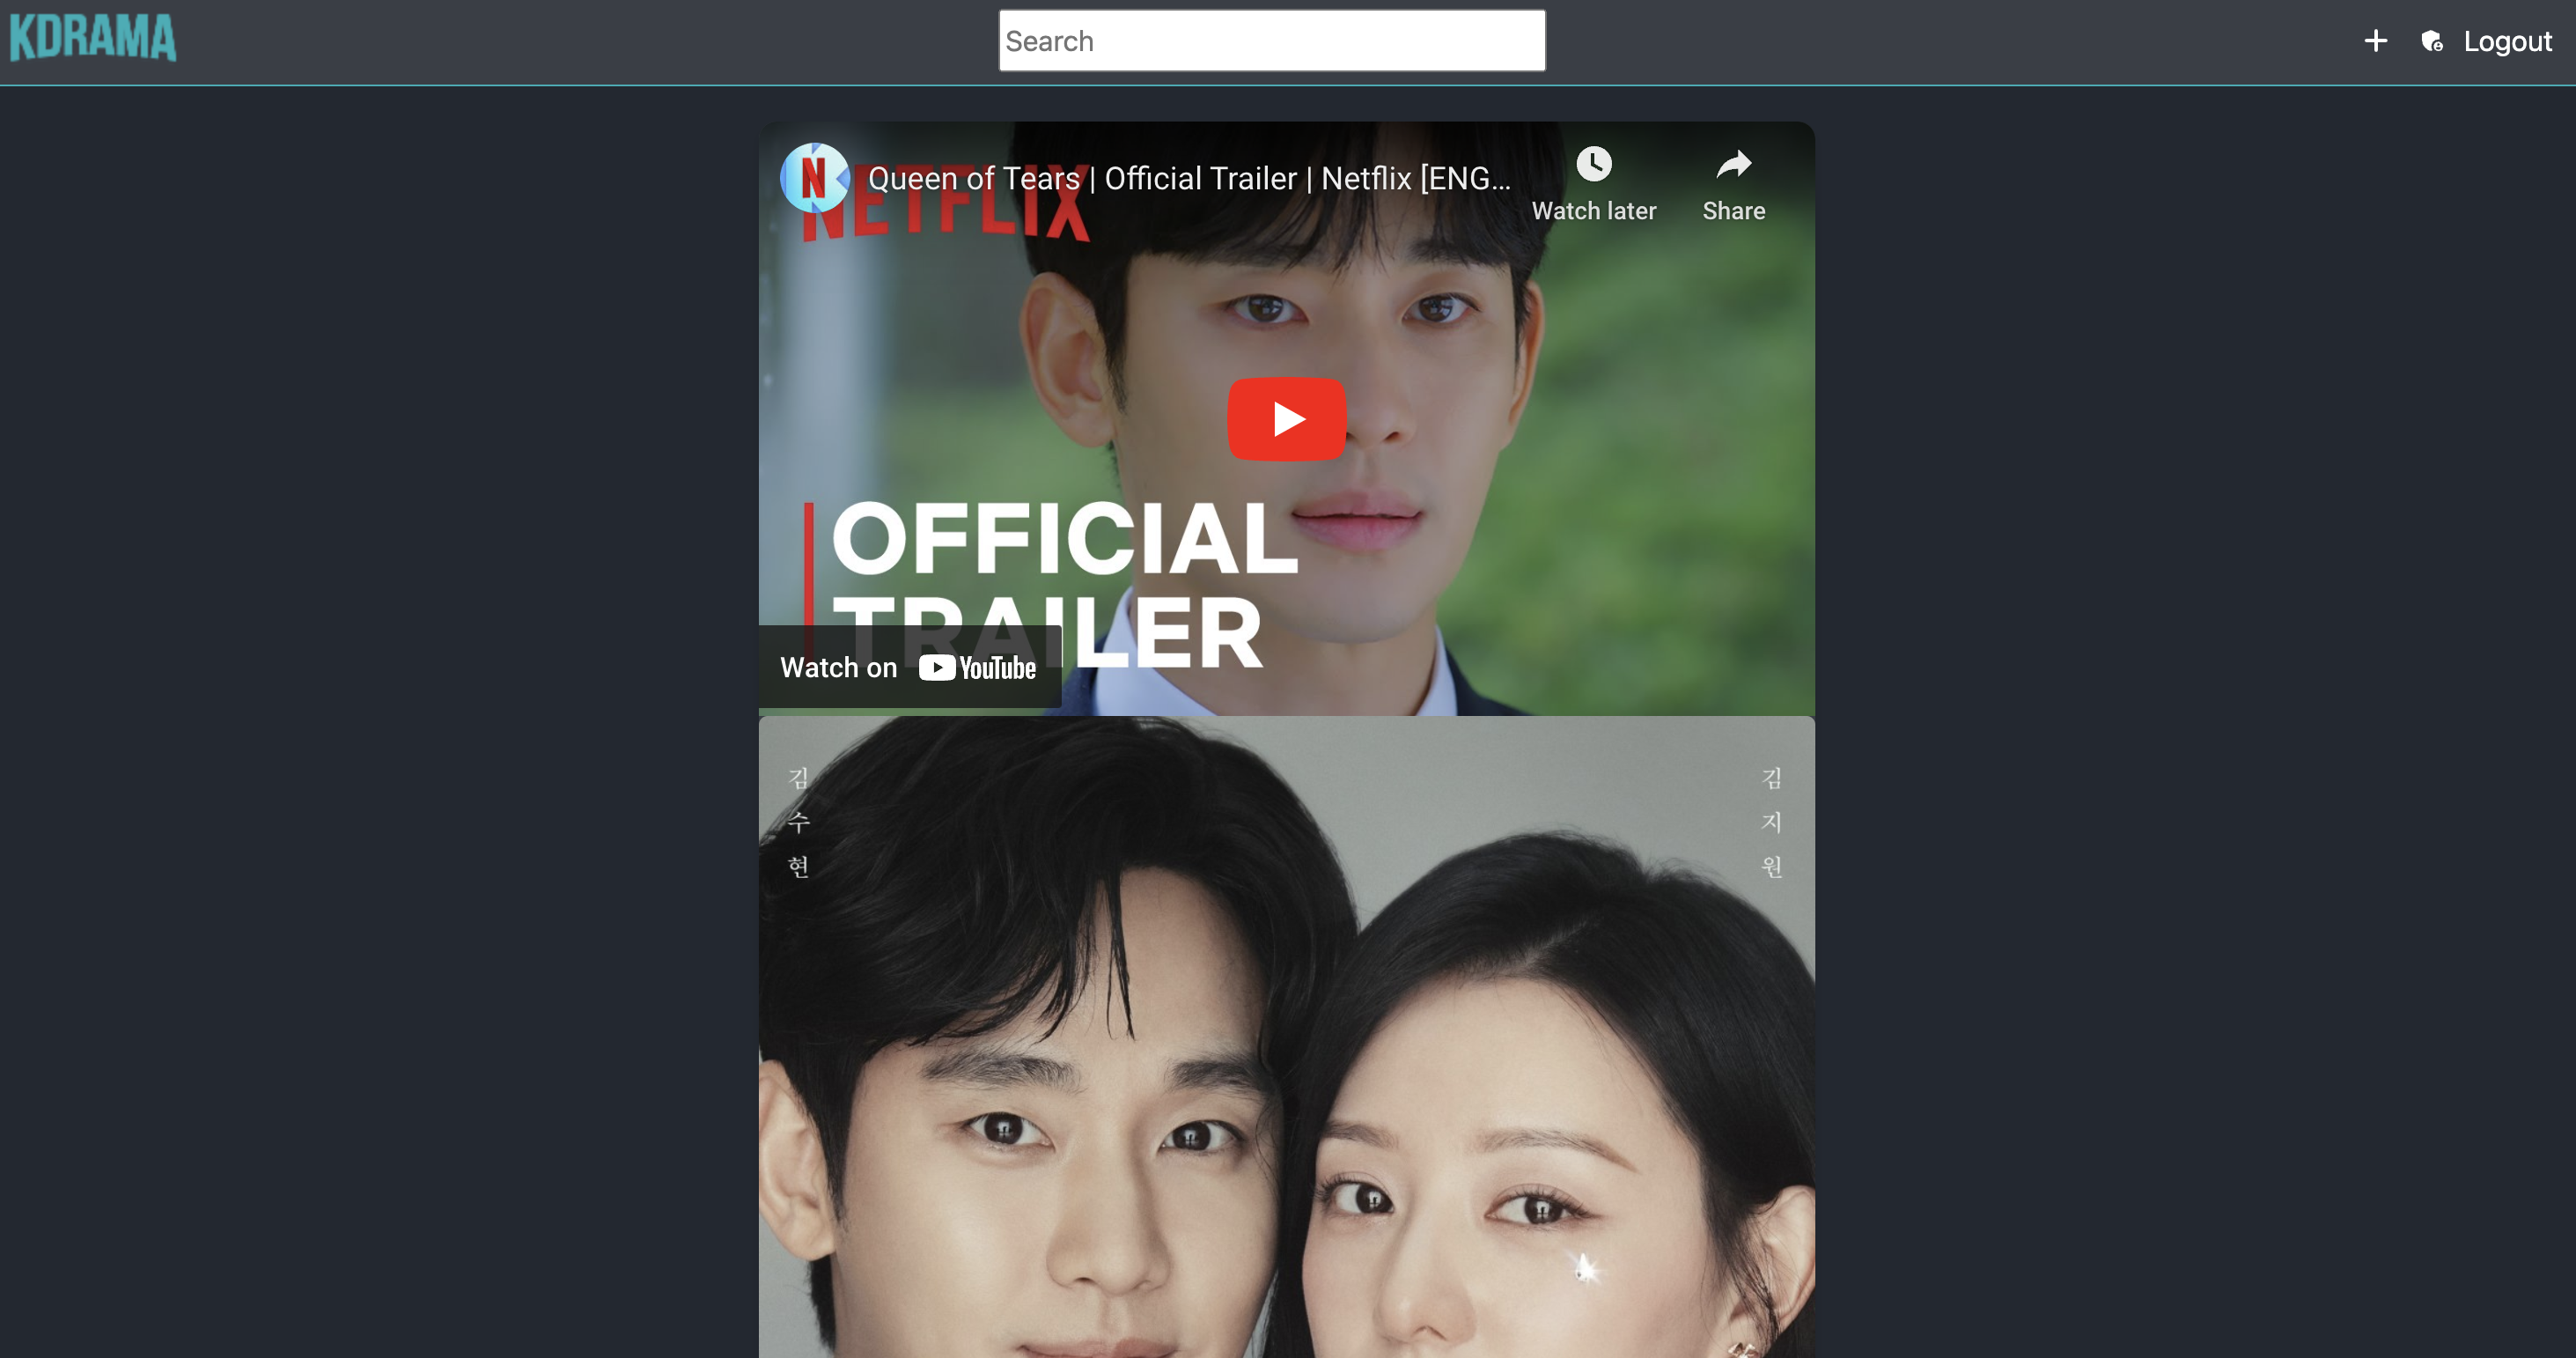 KDRAMA
Search
Logout
NETFLIX
Queen of Tears | Official Trailer | Netflix [ENG...
Watch later
Share
OFFICIAL
TRAILER
Watch on YouTube
김수현
김지원